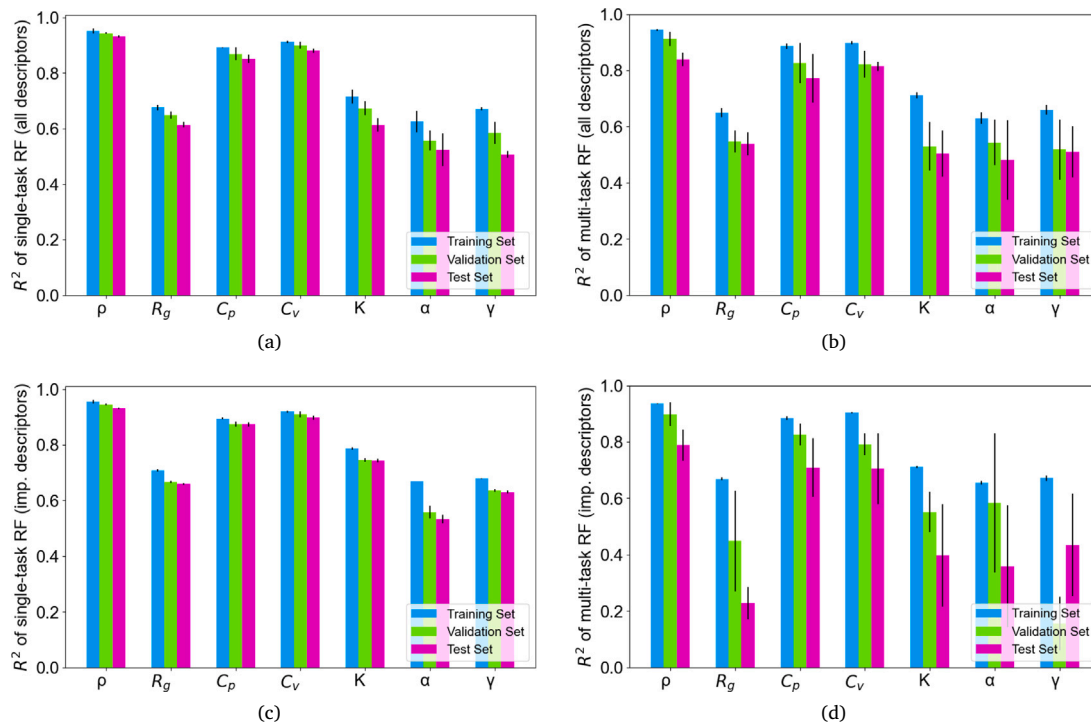 R² of single-task RF (all descriptors)
1.0
0.8
0.6
0.4
0.2
0.0
ρ R_g C_p C_v K α γ
Training Set
Validation Set
Test Set
(a)
R² of multi-task RF (all descriptors)
1.0
0.8
0.6
0.4
0.2
0.0
ρ R_g C_p C_v K α γ
Training Set
Validation Set
Test Set
(b)
R² of single-task RF (imp. descriptors)
1.0
0.8
0.6
0.4
0.2
0.0
ρ R_g C_p C_v K α γ
Training Set
Validation Set
Test Set
(c)
R² of multi-task RF (imp. descriptors)
1.0
0.8
0.6
0.4
0.2
0.0
ρ R_g C_p C_v K α γ
Training Set
Validation Set
Test Set
(d)